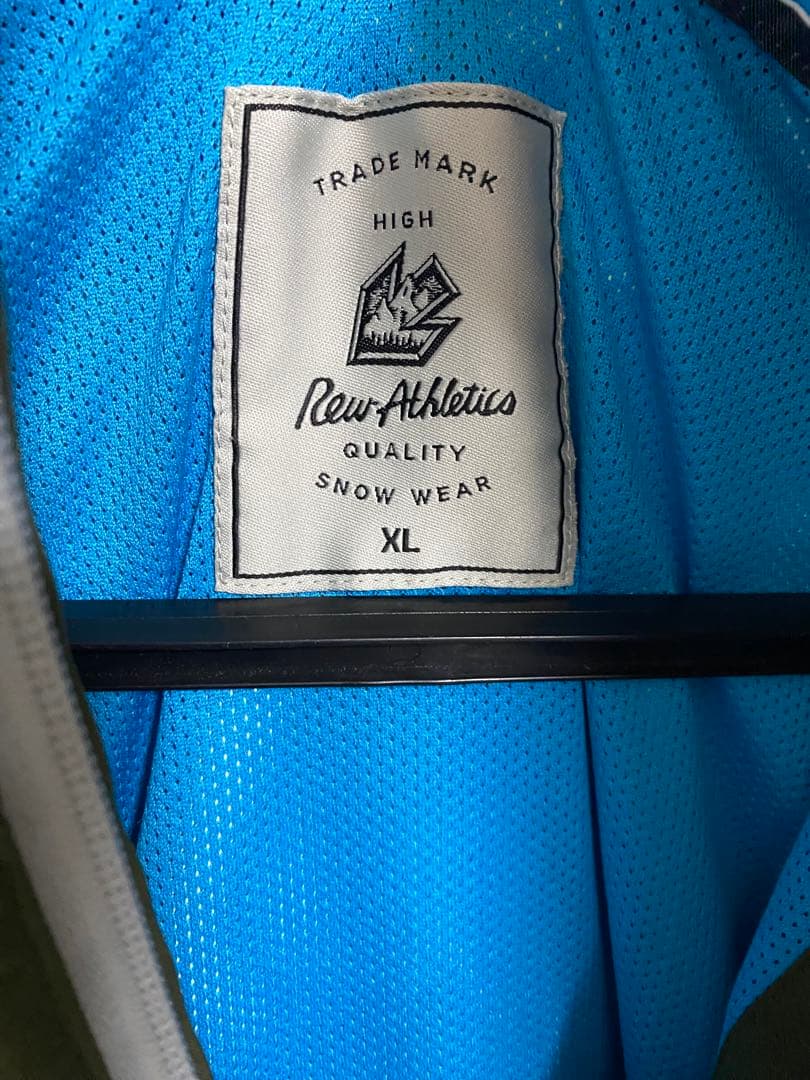 TRADE MARK
HIGH
Rew-Athletics
QUALITY
SNOW WEAR
XL